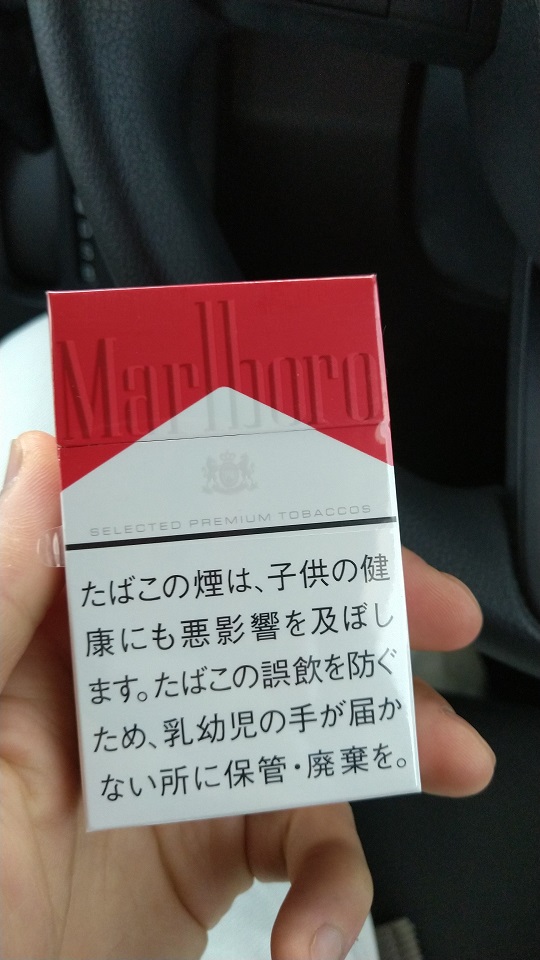 Marlboro
SELECTED PREMIUM TOBACCOS
たばこの煙は、子供の健
康にも悪影響を及ぼし
ます。たばこの誤飲を防ぐ
ため、乳幼児の手が届か
ない所に保管・廃棄を。